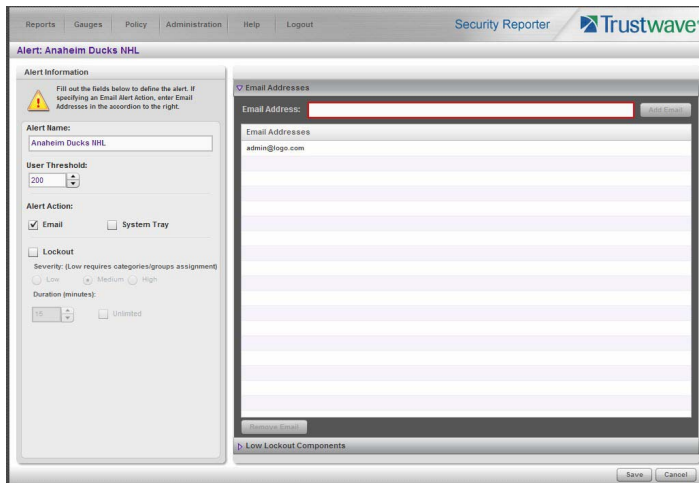 Reports Gauges Policy Administration Help Logout
Security Reporter
Trustwave
Alert: Anaheim Ducks NHL
Alert Information
Fill out the fields below to define the alert. If
specifying an Email Alert Action, enter Email
Addresses in the accordion to the right.
Alert Name:
Anaheim Ducks NHL
User Threshold:
200
Alert Action:
Email System Tray
Lockout
Severity: (Low requires categories/groups assignment)
Low Medium High
Duration (minutes):
15 Unlimited
Email Addresses
Email Address: Add Email
Email Addresses
admin@logo.com
Remove Email
Low Lockout Components
Save Cancel